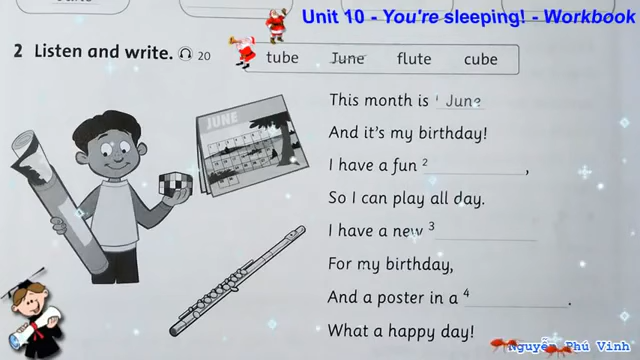 Unit 10 - You're sleeping! - Workbook
2 Listen and write. 20
tube June flute cube
JUNE
This month is 1 June
And it's my birthday!
I have a fun 2 ,
So I can play all day.
I have a new 3
For my birthday,
And a poster in a 4 .
What a happy day!
Nguyễn Phú Vinh